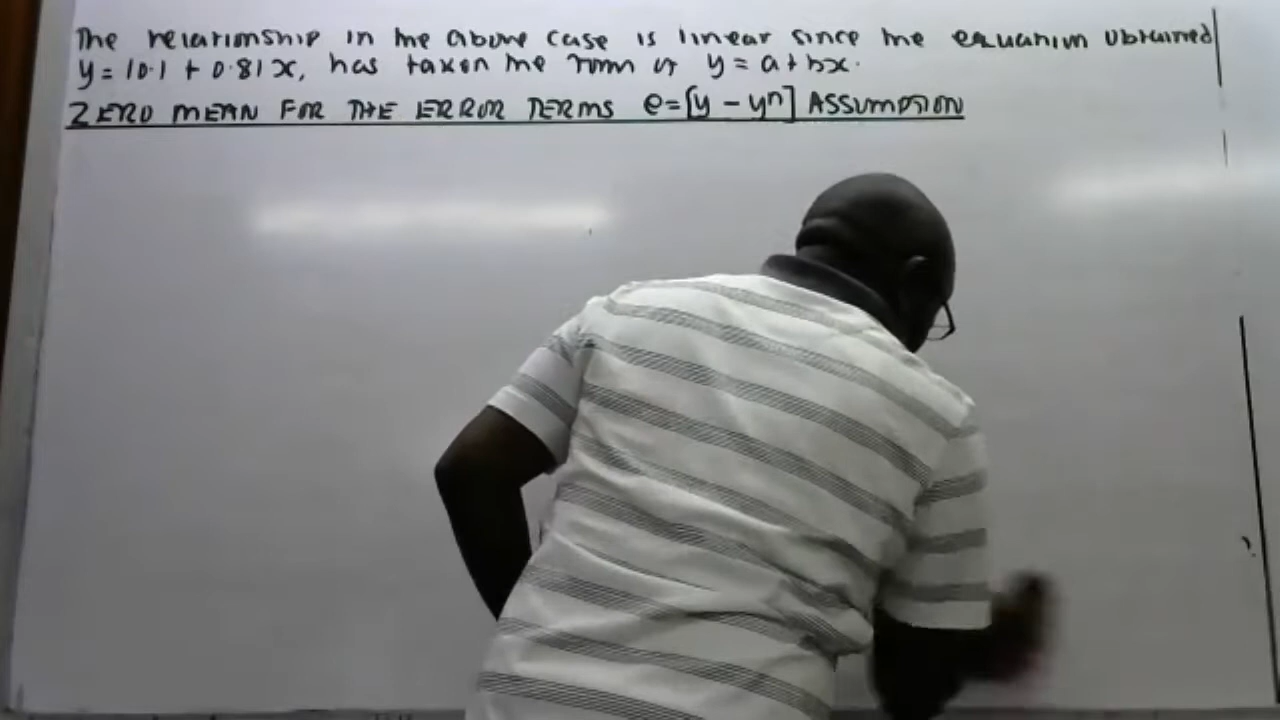 The relationship in the above case is linear since the equation obtained
y = 10.1 + 0.81x, has taken the form of y = a + bx.
ZERO MEAN FOR THE ERROR TERMS e=[y - yn] ASSUMPTION